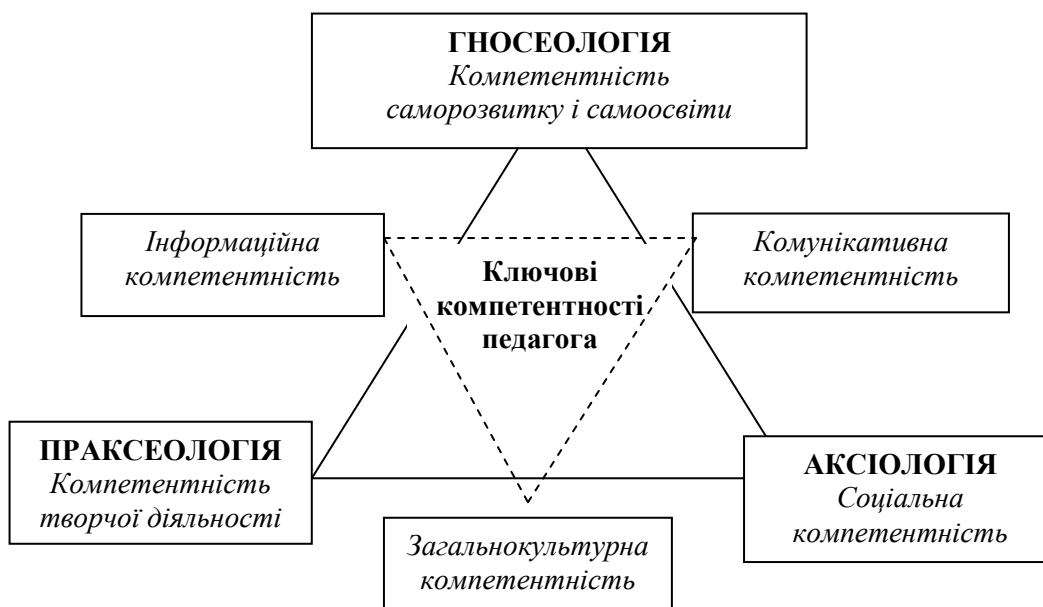 ГНОСЕОЛОГІЯ
Компетентність
саморозвитку і самоосвіти
Інформаційна
компетентність
Ключові
компетентності
педагога
Комунікативна
компетентність
ПРАКСЕОЛОГІЯ
Компетентність
творчої діяльності
Загальнокультурна
компетентність
АКСІОЛОГІЯ
Соціальна
компетентність